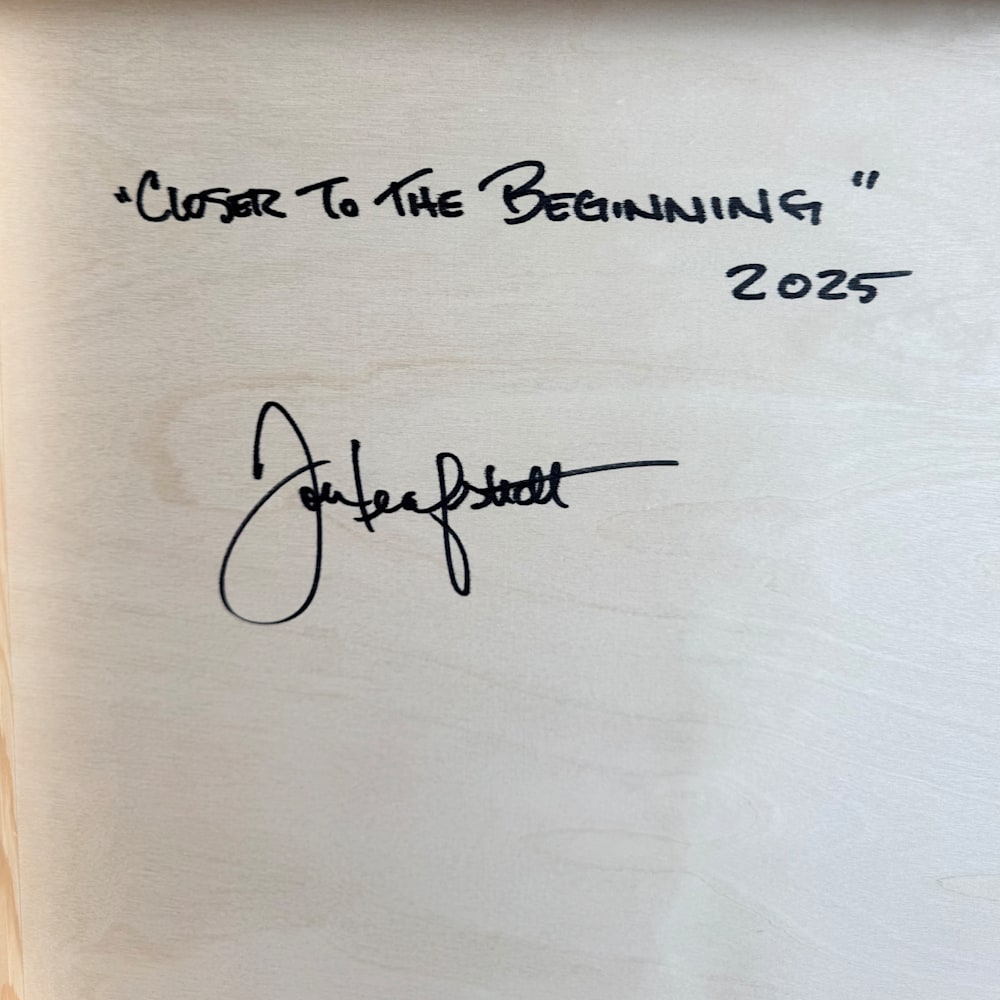 "CLOSER TO THE BEGINNING"
2025